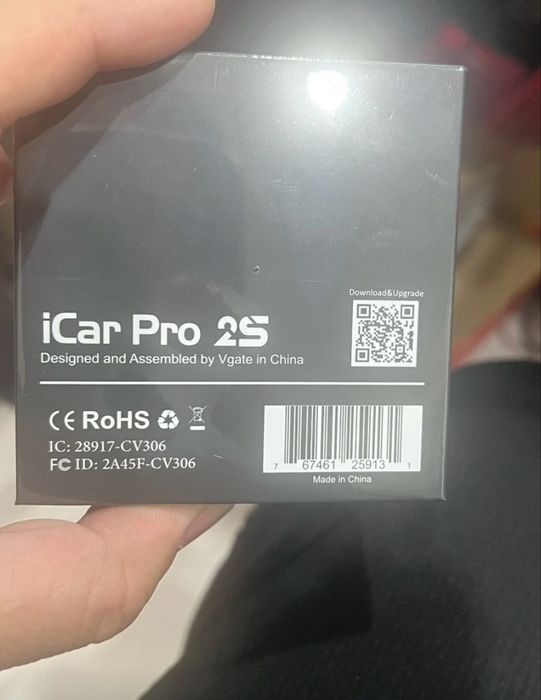 Download&Upgrade
iCar Pro 2S
Designed and Assembled by Vgate in China
CE RoHS
IC: 28917-CV306
FC ID: 2A45F-CV306
7 67461 25913 1
Made in China